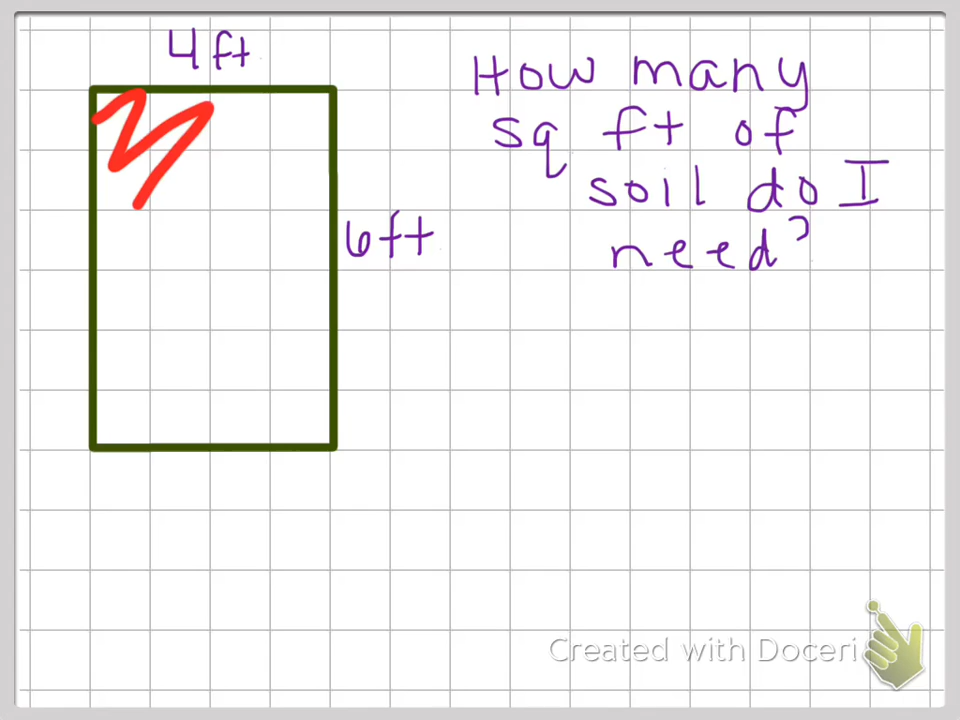 4ft
How many
sq ft of
soil do I
6ft
need?
Created with Doceri